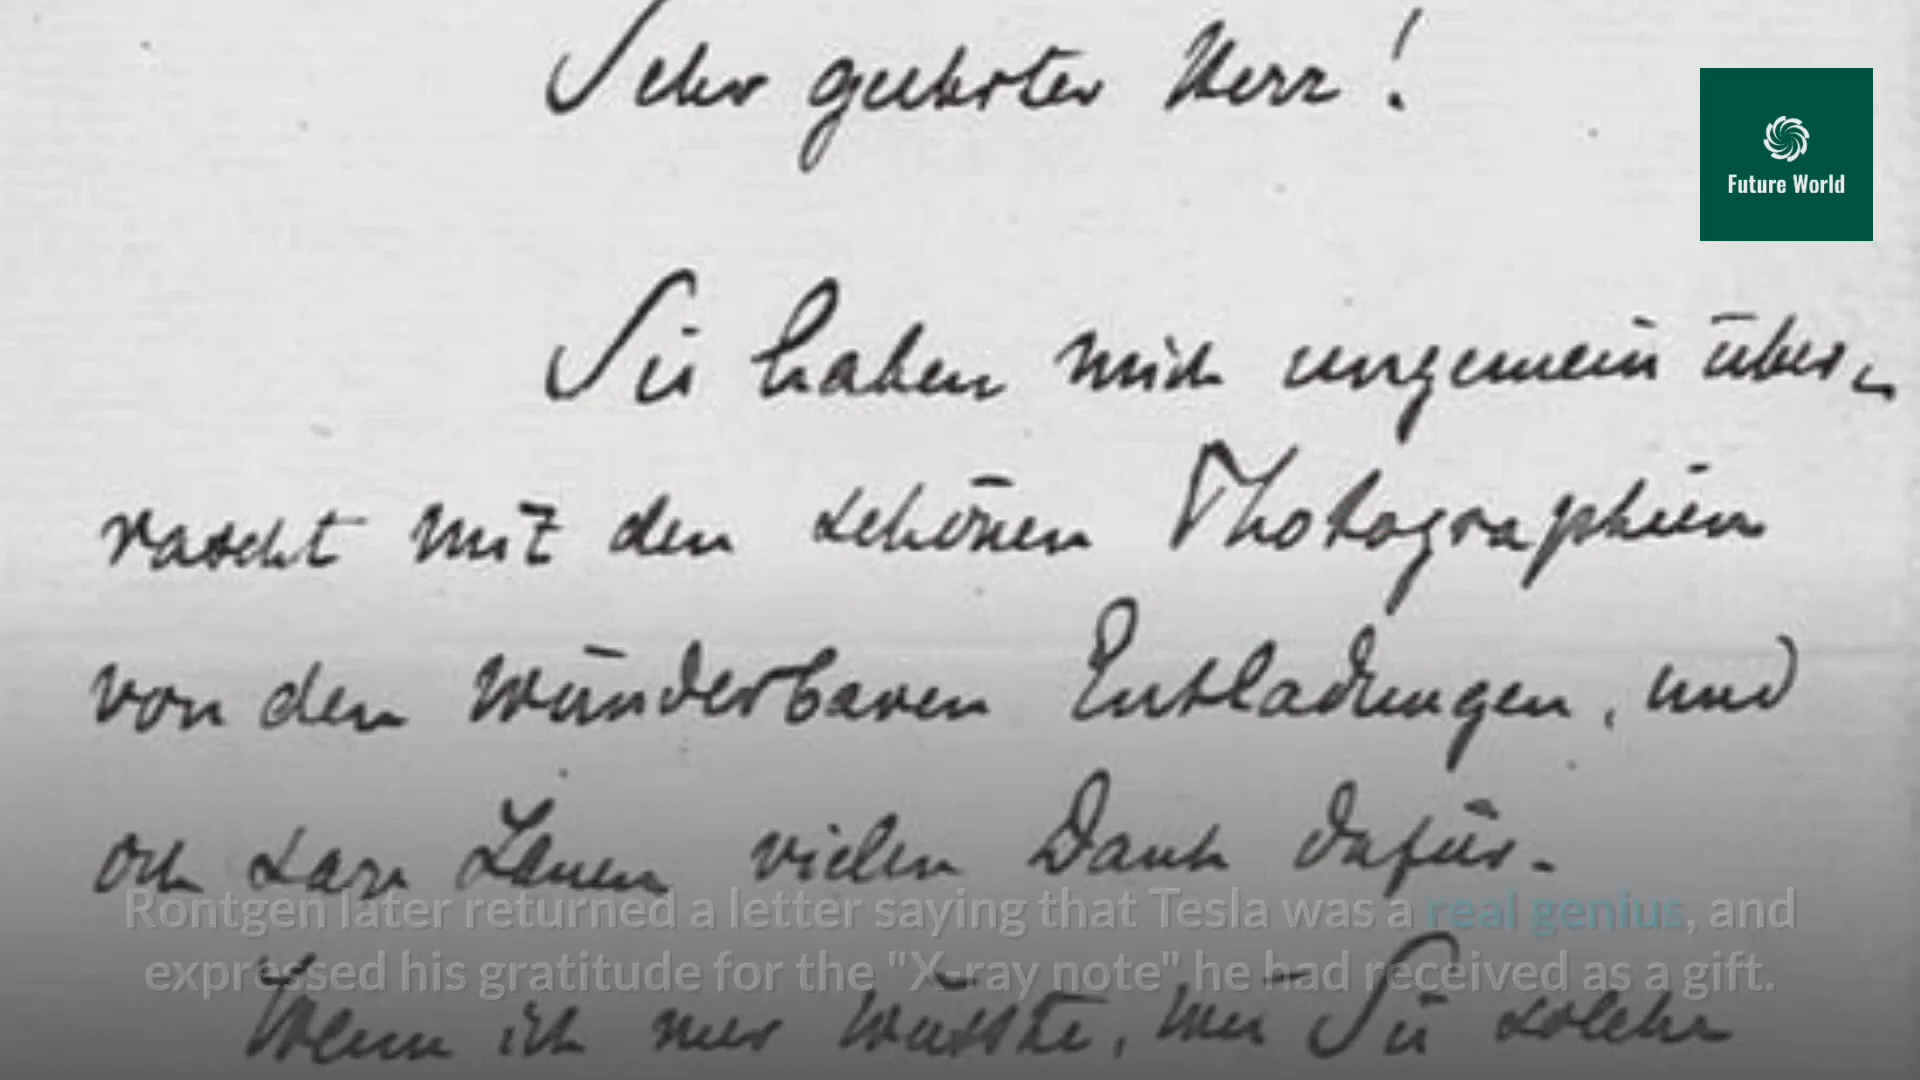 Sehr geehrter Herr!
Future World
Sie haben mich ungemein über-
rascht mit den schönen Photographien
von den wunderbaren Entladungen, und
ich sage Ihnen vielen Dank dafür.
Röntgen later returned a letter saying that Tesla was a real genius, and
expressed his gratitude for the "X-ray note" he had received as a gift.
Wenn ich nur wüsste, wie Sie solche